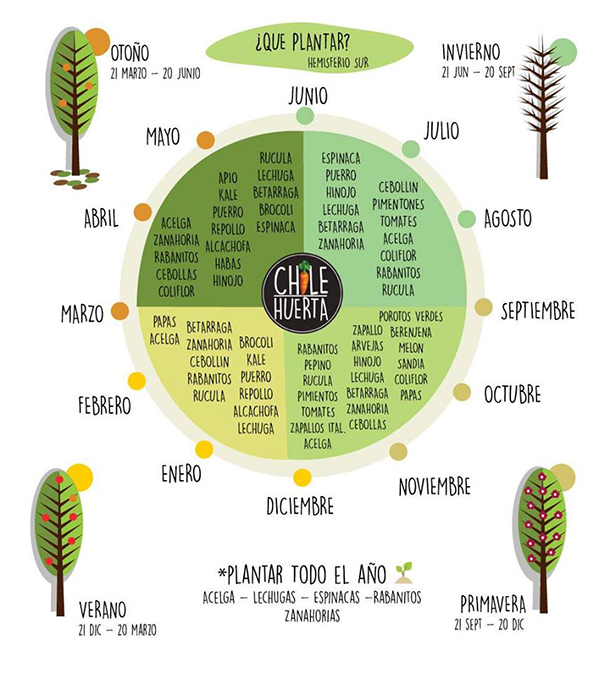 ¿QUE PLANTAR?
HEMISFERIO SUR
OTOÑO
21 MARZO - 20 JUNIO
INVIERNO
21 JUN - 20 SEPT
JUNIO
JULIO
AGOSTO
SEPTIEMBRE
OCTUBRE
NOVIEMBRE
DICIEMBRE
ENERO
FEBRERO
MARZO
ABRIL
MAYO
ACELGA
ZANAHORIA
RABANITOS
CEBOLLAS
COLIFLOR
APIO
KALE
PUERRO
REPOLLO
ALCACHOFA
HABAS
HINOJO
RUCULA
LECHUGA
BETARRAGA
BROCOLI
ESPINACA
ESPINACA
PUERRO
HINOJO
LECHUGA
BETARRAGA
ZANAHORIA
CEBOLLIN
PIMENTONES
TOMATES
ACELGA
COLIFLOR
RABANITOS
RUCULA
CHILE
HUERTA
PAPAS
ACELGA
BETARRAGA
ZANAHORIA
CEBOLLIN
RABANITOS
RUCULA
BROCOLI
KALE
PUERRO
REPOLLO
ALCACHOFA
LECHUGA
RABANITOS
PEPINO
RUCULA
PIMIENTOS
TOMATES
ZAPALLOS ITAL.
ACELGA
ZAPALLO
ARVEJAS
HINOJO
LECHUGA
BETARRAGA
ZANAHORIA
CEBOLLAS
POROTOS VERDES
BERENJENA
MELON
SANDIA
COLIFLOR
PAPAS
*PLANTAR TODO EL AÑO
ACELGA - LECHUGAS - ESPINACAS -RABANITOS
ZANAHORIAS
VERANO
21 DIC - 20 MARZO
PRIMAVERA
21 SEPT - 20 DIC